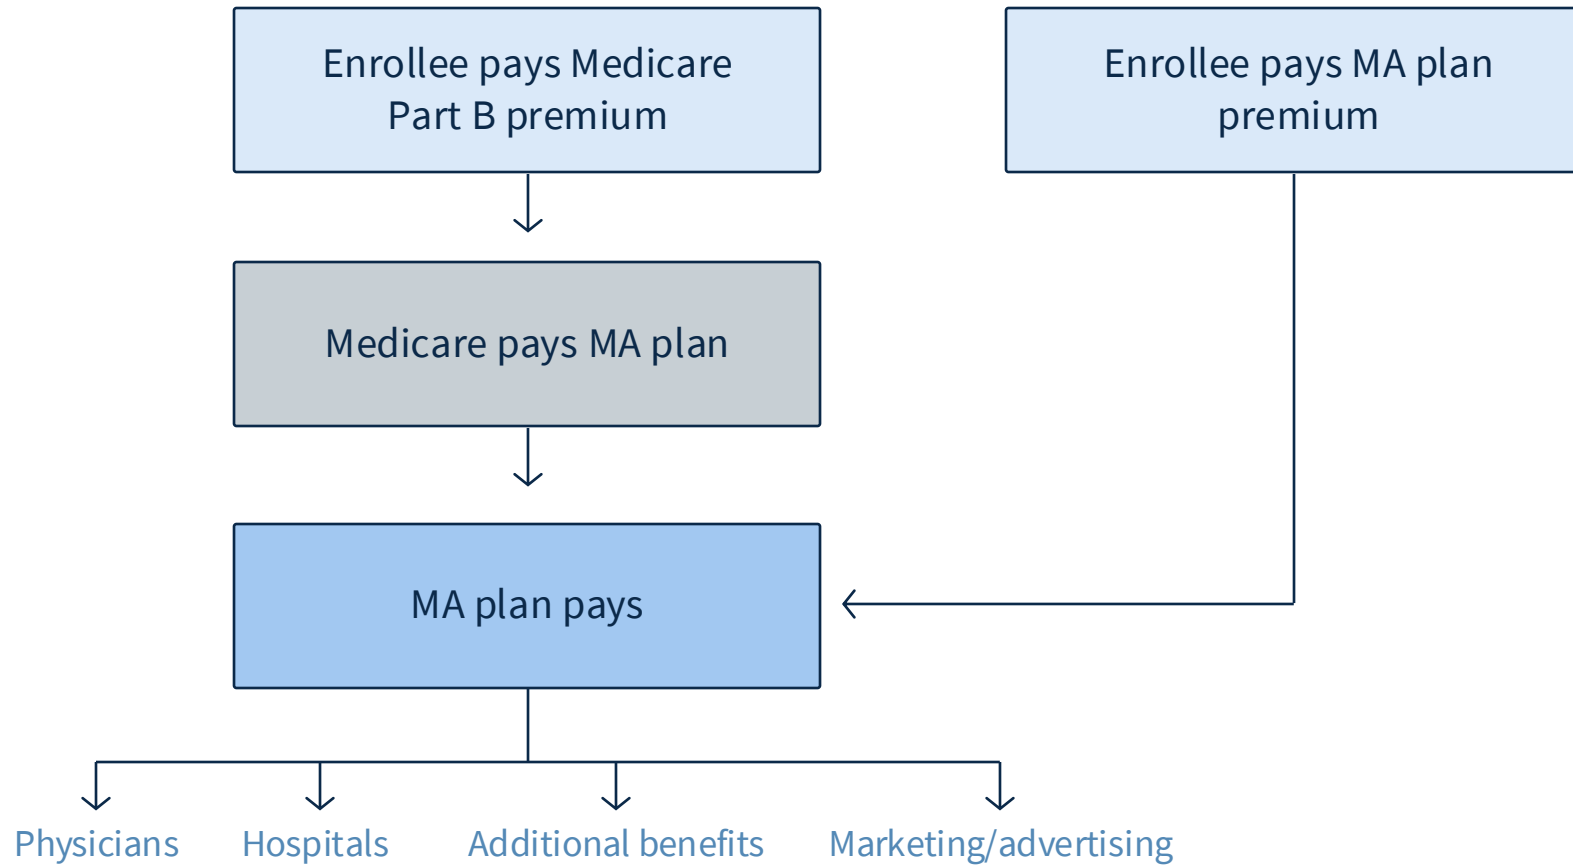 Enrollee pays Medicare
Part B premium
Enrollee pays MA plan
premium
Medicare pays MA plan
MA plan pays
Physicians
Hospitals
Additional benefits
Marketing/advertising